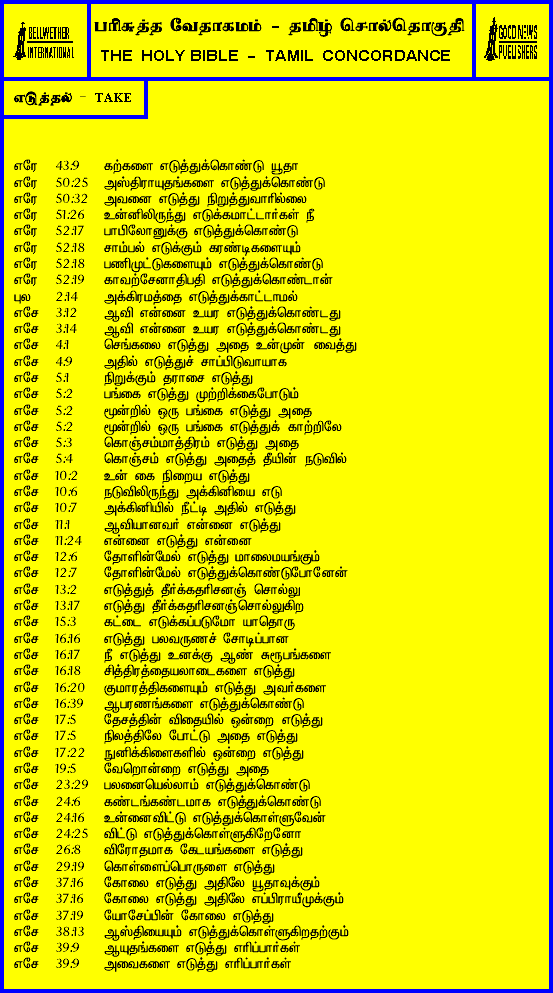 BELLWETHER
INTERNATIONAL
பரிசுத்த வேதாகமம் - தமிழ் சொல்தொகுதி
THE HOLY BIBLE - TAMIL CONCORDANCE
GOOD NEWS
PUBLISHERS
எடுத்தல் - TAKE
எரே 43:9 கற்களை எடுத்துக்கொண்டு யூதா
எரே 50:25 அஸ்திராயுதங்களை எடுத்துக்கொண்டு
எரே 50:32 அவனை எடுத்து நிறுத்துவாரில்லை
எரே 51:26 உன்னிலிருந்து எடுக்கமாட்டார்கள் நீ
எரே 52:17 பாபிலோனுக்கு எடுத்துக்கொண்டு
எரே 52:18 சாம்பல் எடுக்கும் கரண்டிகளையும்
எரே 52:18 பணிமுட்டுகளையும் எடுத்துக்கொண்டு
எரே 52:19 காவற்சேனாதிபதி எடுத்துக்கொண்டான்
புல 2:14 அக்கிரமத்தை எடுத்துக்காட்டாமல்
எசே 3:12 ஆவி என்னை உயர எடுத்துக்கொண்டது
எசே 3:14 ஆவி என்னை உயர எடுத்துக்கொண்டது
எசே 4:1 செங்கலை எடுத்து அதை உன்முன் வைத்து
எசே 4:9 அதில் எடுத்துச் சாப்பிடுவாயாக
எசே 5:1 நிறுக்கும் தராசை எடுத்து
எசே 5:2 பங்கை எடுத்து முற்றிக்கைபோடும்
எசே 5:2 மூன்றில் ஒரு பங்கை எடுத்து அதை
எசே 5:2 மூன்றில் ஒரு பங்கை எடுத்துக் காற்றிலே
எசே 5:3 கொஞ்சம்மாத்திரம் எடுத்து அதை
எசே 5:4 கொஞ்சம் எடுத்து அதைத் தீயின் நடுவில்
எசே 10:2 உன் கை நிறைய எடுத்து
எசே 10:6 நடுவிலிருந்து அக்கினியை எடு
எசே 10:7 அக்கினியில் நீட்டி அதில் எடுத்து
எசே 11:1 ஆவியானவர் என்னை எடுத்து
எசே 11:24 என்னை எடுத்து என்னை
எசே 12:6 தோளின்மேல் எடுத்து மாலைமயங்கும்
எசே 12:7 தோளின்மேல் எடுத்துக்கொண்டுபோனேன்
எசே 13:2 எடுத்துத் தீர்க்கதரிசனஞ் சொல்லு
எசே 13:17 எடுத்து தீர்க்கதரிசனஞ்சொல்லுகிற
எசே 15:3 கட்டை எடுக்கப்படுமோ யாதொரு
எசே 16:16 எடுத்து பலவருணச் சோடிப்பான
எசே 16:17 நீ எடுத்து உனக்கு ஆண் சுரூபங்களை
எசே 16:18 சித்திரத்தையலாடைகளை எடுத்து
எசே 16:20 குமாரத்திகளையும் எடுத்து அவர்களை
எசே 16:39 ஆபரணங்களை எடுத்துக்கொண்டு
எசே 17:5 தேசத்தின் விதையில் ஒன்றை எடுத்து
எசே 17:5 நிலத்திலே போட்டு அதை எடுத்து
எசே 17:22 நுனிக்கிளைகளில் ஒன்றை எடுத்து
எசே 19:5 வேறொன்றை எடுத்து அதை
எசே 23:29 பலனையெல்லாம் எடுத்துக்கொண்டு
எசே 24:6 கண்டங்கண்டமாக எடுத்துக்கொண்டு
எசே 24:16 உன்னைவிட்டு எடுத்துக்கொள்ளுவேன்
எசே 24:25 விட்டு எடுத்துக்கொள்ளுகிறேனோ
எசே 26:8 விரோதமாக கேடயங்களை எடுத்து
எசே 29:19 கொள்ளைப்பொருளை எடுத்து
எசே 37:16 கோலை எடுத்து அதிலே யூதாவுக்கும்
எசே 37:16 கோலை எடுத்து அதிலே எப்பிராயீமுக்கும்
எசே 37:19 யோசேப்பின் கோலை எடுத்து
எசே 38:13 ஆஸ்தியையும் எடுத்துக்கொள்ளுகிறதற்கும்
எசே 39:9 ஆயுதங்களை எடுத்து எரிப்பார்கள்
எசே 39:9 அவைகளை எடுத்து எரிப்பார்கள்